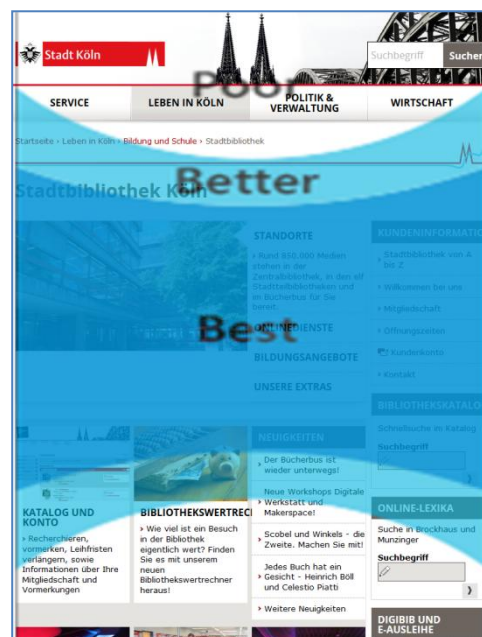 Stadt Köln
Suchbegriff
Suchen
Poor
SERVICE
LEBEN IN KÖLN
POLITIK &
VERWALTUNG
WIRTSCHAFT
Startseite › Leben in Köln › Bildung und Schule › Stadtbibliothek
Better
Stadtbibliothek Köln
STANDORTE
› Rund 850.000 Medien
stehen in der
Zentralbibliothek, in den elf
Stadtteilbibliotheken und
im Bücherbus für Sie
bereit
Best
ONLINEDIENSTE
BILDUNGSANGEBOTE
UNSERE EXTRAS
KUNDENINFORMATIO
› Stadtbibliothek von A
bis Z
› Willkommen bei uns
› Mitgliedschaft
› Öffnungszeiten
Kundenkonto
› Kontakt
BIBLIOTHEKSKATALO
Schnellsuche im Katalog
Suchbegriff
KATALOG UND
KONTO
› Recherchieren,
vormerken, Leihfristen
verlängern, sowie
Informationen über Ihre
Mitgliedschaft und
Vormerkungen
BIBLIOTHEKSWERTREC
› Wie viel ist ein Besuch
in der Bibliothek
eigentlich wert? Finden
Sie es mit unserem
neuen
Bibliothekswertrechner
heraus!
NEUIGKEITEN
› Der Bücherbus ist
wieder unterwegs!
Neue Workshops Digitale
› Werkstatt und
Makerspace!
› Scobel und Winkels - die
Zweite. Machen Sie mit!
Jedes Buch hat ein
› Gesicht - Heinrich Böll
und Celestio Piatti
› Weitere Neuigkeiten
ONLINE-LEXIKA
Suche in Brockhaus und
Munzinger
Suchbegriff
DIGIBIB UND
E-AUSLEIHE